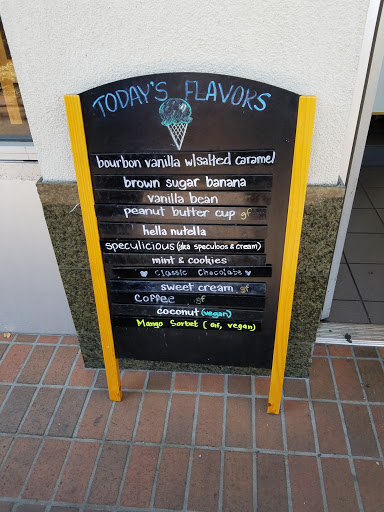 TODAY'S FLAVORS
bourbon vanilla w/salted caramel
brown sugar banana
vanilla bean
peanut butter cup gf
hella nutella
speculicious (aka speculoos & cream)
mint & cookies
Classic Chocolate
sweet cream gf
Coffee gf
coconut (vegan)
Mango Sorbet (GF, vegan)